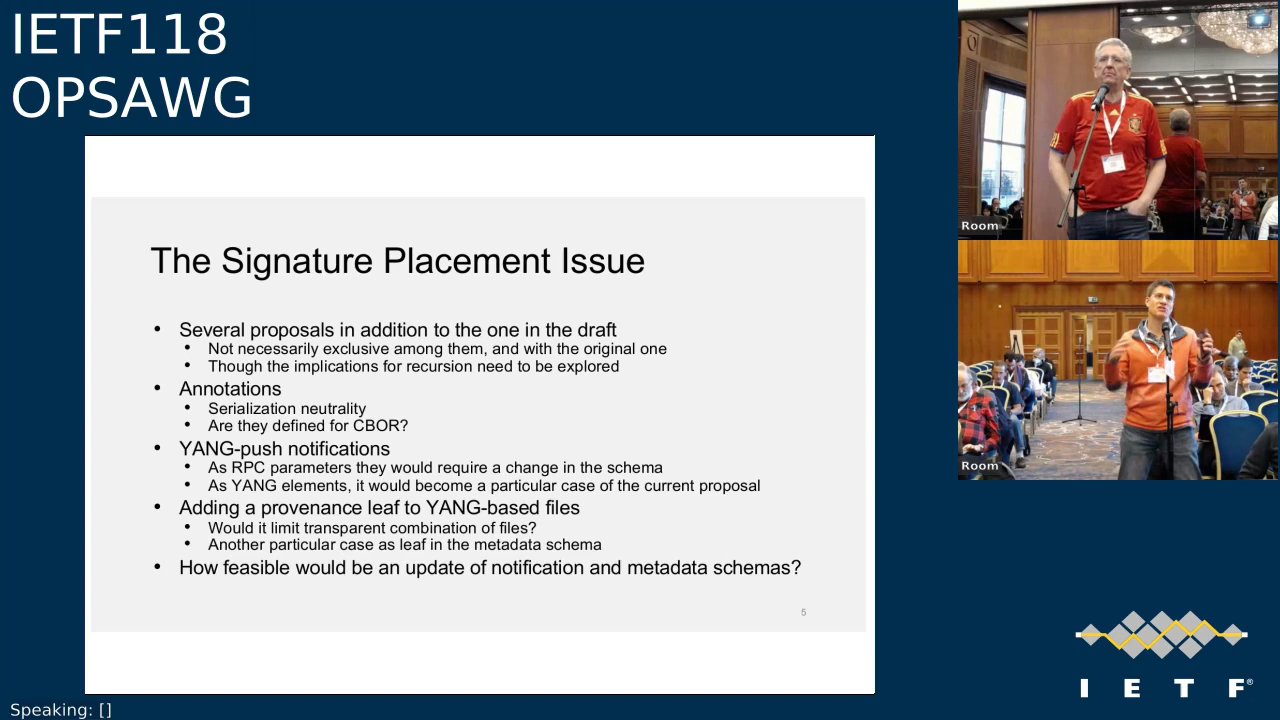 IETF118
OPSAWG
The Signature Placement Issue
• Several proposals in addition to the one in the draft
• Not necessarily exclusive among them, and with the original one
• Though the implications for recursion need to be explored
• Annotations
• Serialization neutrality
• Are they defined for CBOR?
• YANG-push notifications
• As RPC parameters they would require a change in the schema
• As YANG elements, it would become a particular case of the current proposal
• Adding a provenance leaf to YANG-based files
• Would it limit transparent combination of files?
• Another particular case as leaf in the metadata schema
• How feasible would be an update of notification and metadata schemas?
5
Room
Room
I E T F®
Speaking: []